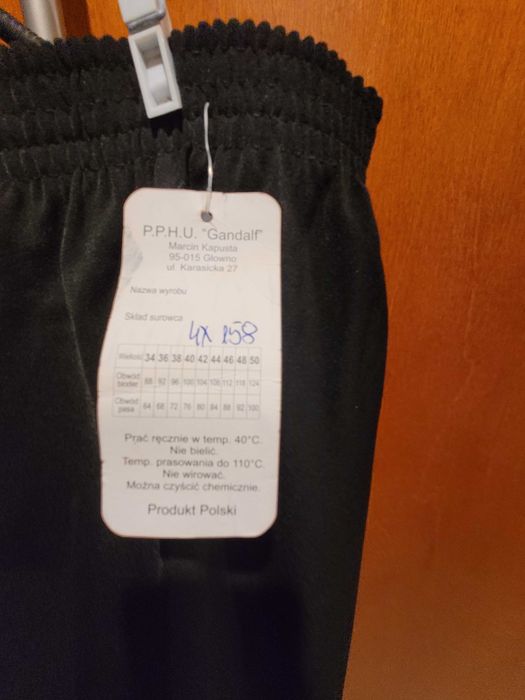 P.P.H.U. "Gandalf"
Marcin Kapusta
95-015 Głowno
ul. Karasicka 27
Nazwa wyrobu
Skład surowca
4X 158
Wielkość 34 36 38 40 42 44 46 48 50
Obwód bioder 88 92 96 100 104 108 112 118 124
Obwód pasa 64 68 72 76 80 84 88 92 100
Prać ręcznie w temp. 40°C.
Nie bielić.
Temp. prasowania do 110°C.
Nie wirować.
Można czyścić chemicznie.
Produkt Polski